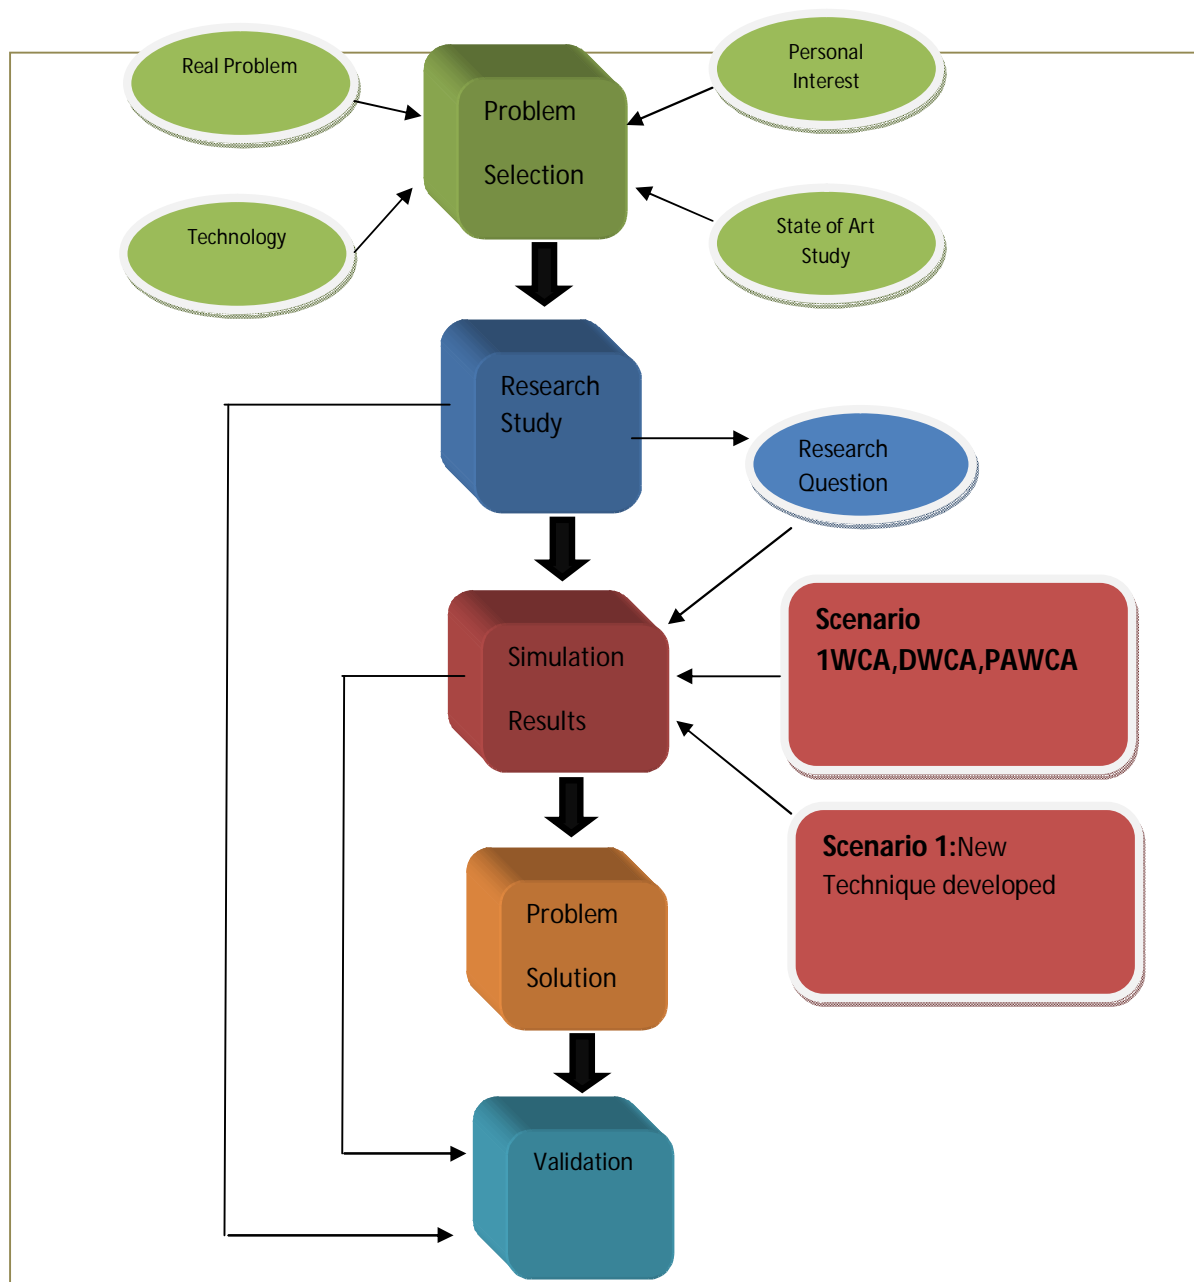 Real Problem
Problem
Selection
Personal
Interest
Technology
State of Art
Study
Research
Study
Research
Question
Simulation
Results
Scenario
1WCA,DWCA,PAWCA
Scenario 1:New
Technique developed
Problem
Solution
Validation